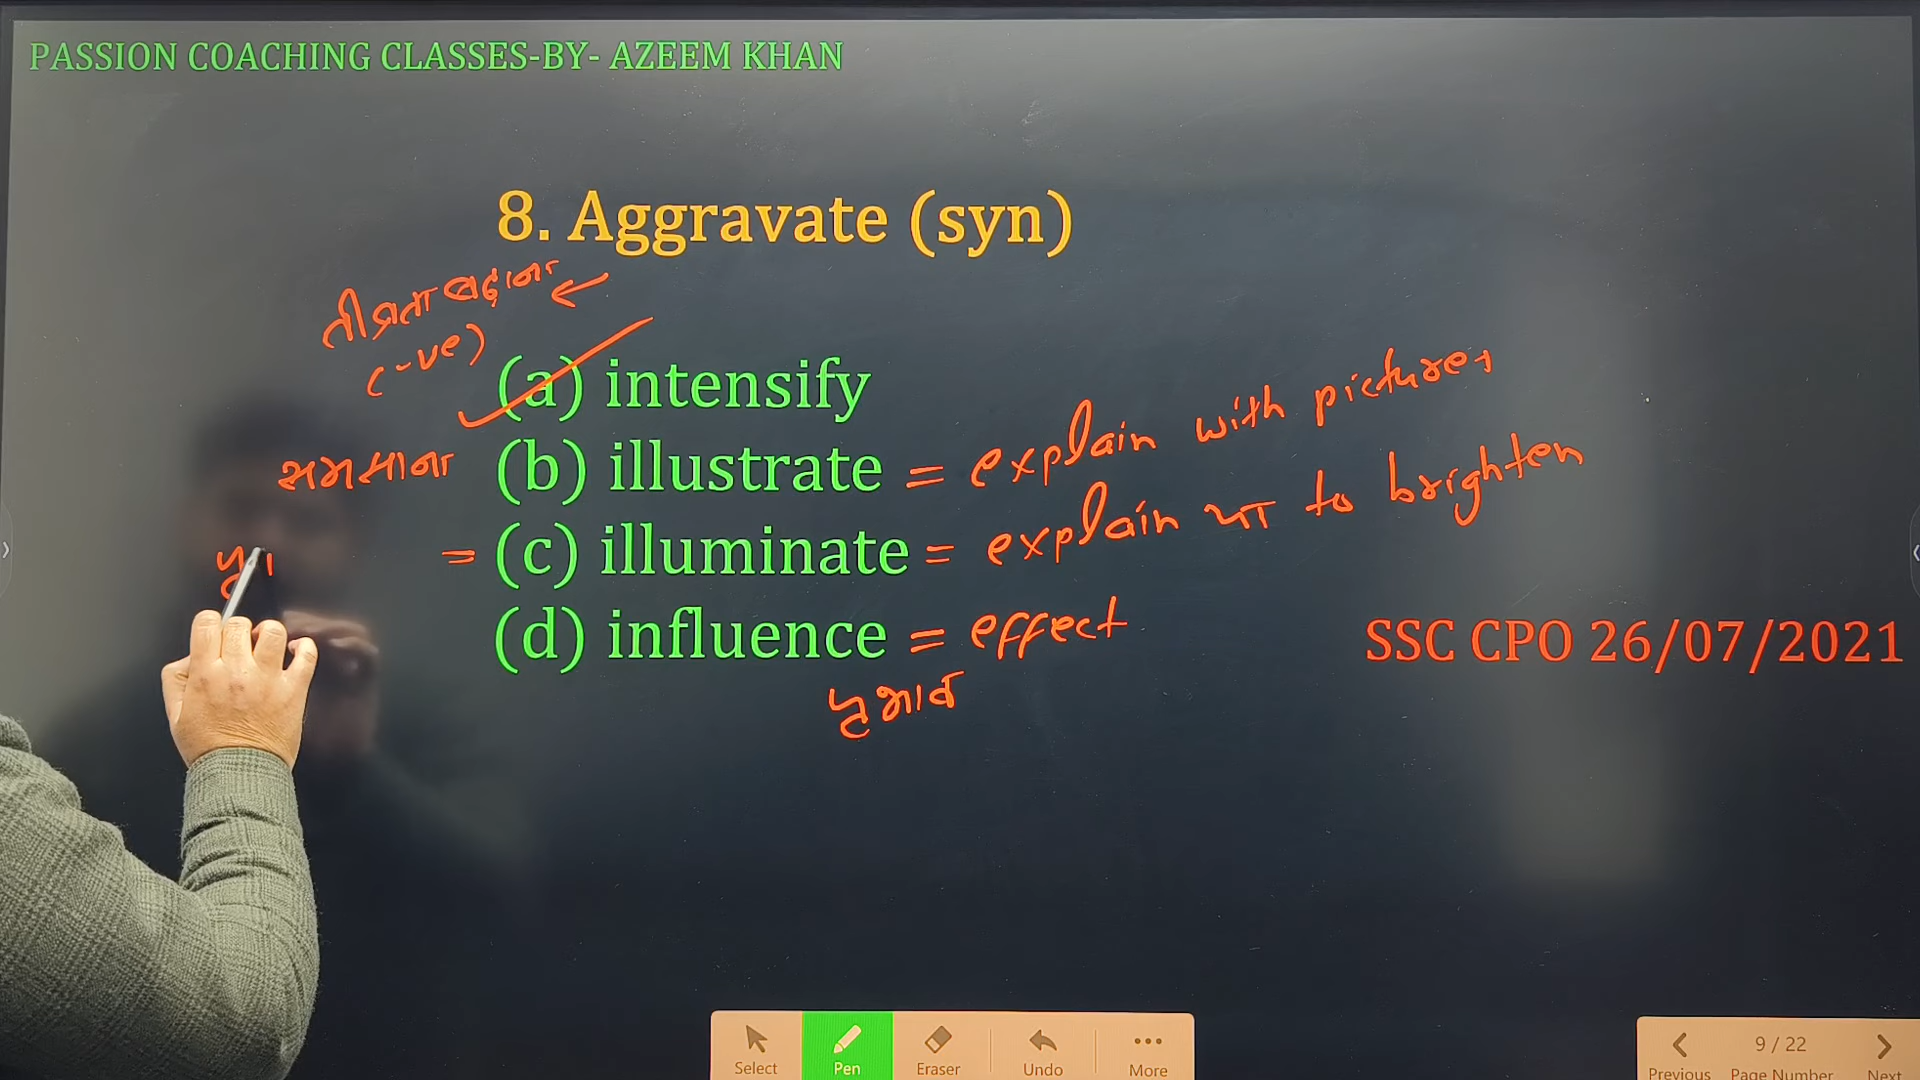 PASSION COACHING CLASSES-BY- AZEEM KHAN
8. Aggravate (syn)
तीव्रता बढ़ाना ←
(-ve)
(a) intensify
समझाना (b) illustrate = explain with pictures
= (c) illuminate = explain या to brighten
(d) influence = effect
प्रभाव
SSC CPO 26/07/2021
Select Pen Eraser Undo More
9 / 22
Previous Page Number Next